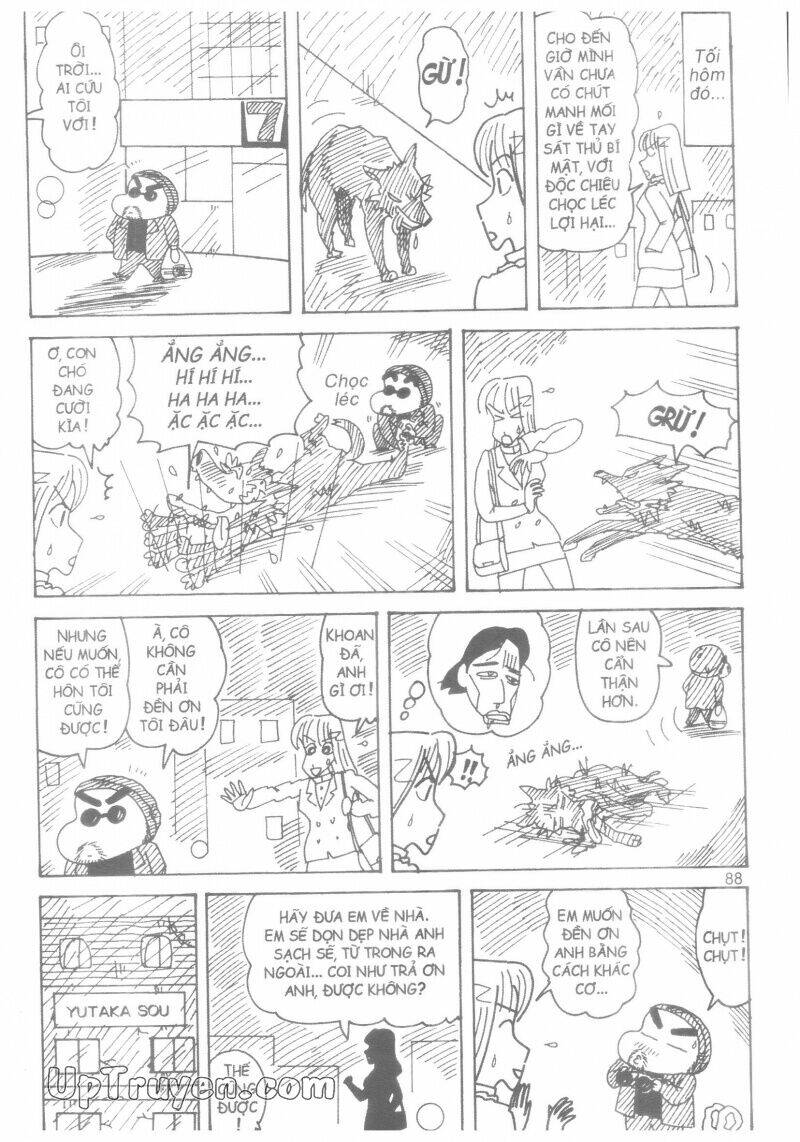 Tối
hôm
đó...
CHO ĐẾN
GIỜ MÌNH
VẪN CHƯA
CÓ CHÚT
MANH MỐI
GÌ VỀ TAY
SÁT THỦ BÍ
MẬT, VỚI
ĐỘC CHIÊU
CHỌC LÉC
LỢI HẠI...
GỪ!
ÔI
TRỜI...
AI CỨU
TÔI
VỚI!
7
GRỪ!
Chọc
léc
ẲNG ẲNG...
HÍ HÍ HÍ...
HA HA HA...
ẶC ẶC ẶC...
Ơ, CON
CHÓ
ĐANG
CƯỜI
KÌA!
LẦN SAU
CÔ NÊN
CẨN
THẬN
HƠN.
!!
ẲNG ẲNG...
KHOAN
ĐÃ,
ANH
GÌ ƠI!
À, CÔ
KHÔNG
CẦN
PHẢI
ĐỀN ƠN
TÔI ĐÂU!
NHƯNG
NẾU MUỐN,
CÔ CÓ THỂ
HÔN TÔI
CŨNG
ĐƯỢC!
88
CHỤT!
CHỤT!
EM MUỐN
ĐỀN ƠN
ANH BẰNG
CÁCH KHÁC
CƠ...
HÃY ĐƯA EM VỀ NHÀ.
EM SẼ DỌN DẸP NHÀ ANH
SẠCH SẼ, TỪ TRONG RA
NGOÀI... COI NHƯ TRẢ ƠN
ANH, ĐƯỢC KHÔNG?
THẾ
CŨNG
ĐƯỢC!
YUTAKA SOU
UpTruyen.com